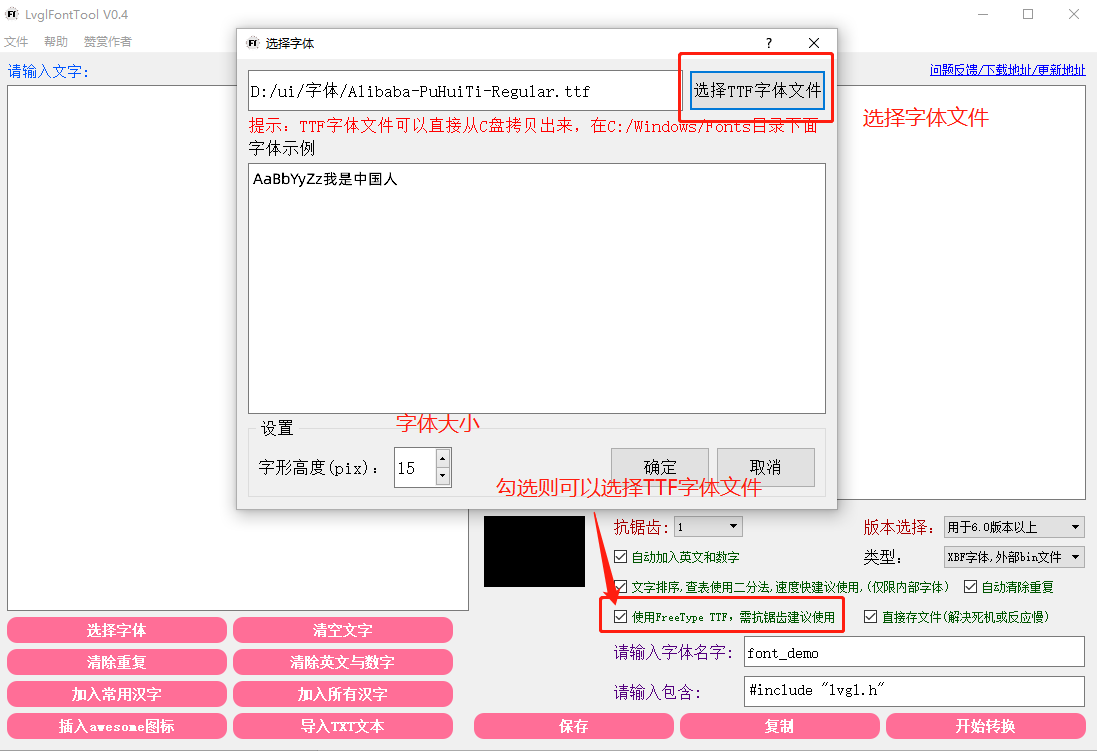 LvglFontTool V0.4
文件 帮助 赞赏作者
选择字体
?
请输入文字:
问题反馈/下载地址/更新地址
D:/ui/字体/Alibaba-PuHuiTi-Regular.ttf
选择TTF字体文件
选择字体文件
提示: TTF字体文件可以直接从C盘拷贝出来, 在C:/Windows/Fonts目录下面
字体示例
AaBbYyZz我是中国人
设置
字体大小
字形高度(pix):
15
确定
取消
勾选则可以选择TTF字体文件
抗锯齿:
1
版本选择:
用于6.0版本以上
自动加入英文和数字
类型:
XBF字体,外部bin文件
文字排序,查表使用二分法,速度快建议使用,(仅限内部字体)
自动清除重复
使用FreeType TTF, 需抗锯齿建议使用
直接存文件(解决死机或反应慢)
选择字体
清空文字
请输入字体名字:
font_demo
清除重复
清除英文与数字
请输入包含:
#include "lvgl.h"
加入常用汉字
加入所有汉字
插入awesome图标
导入TXT文本
保存
复制
开始转换